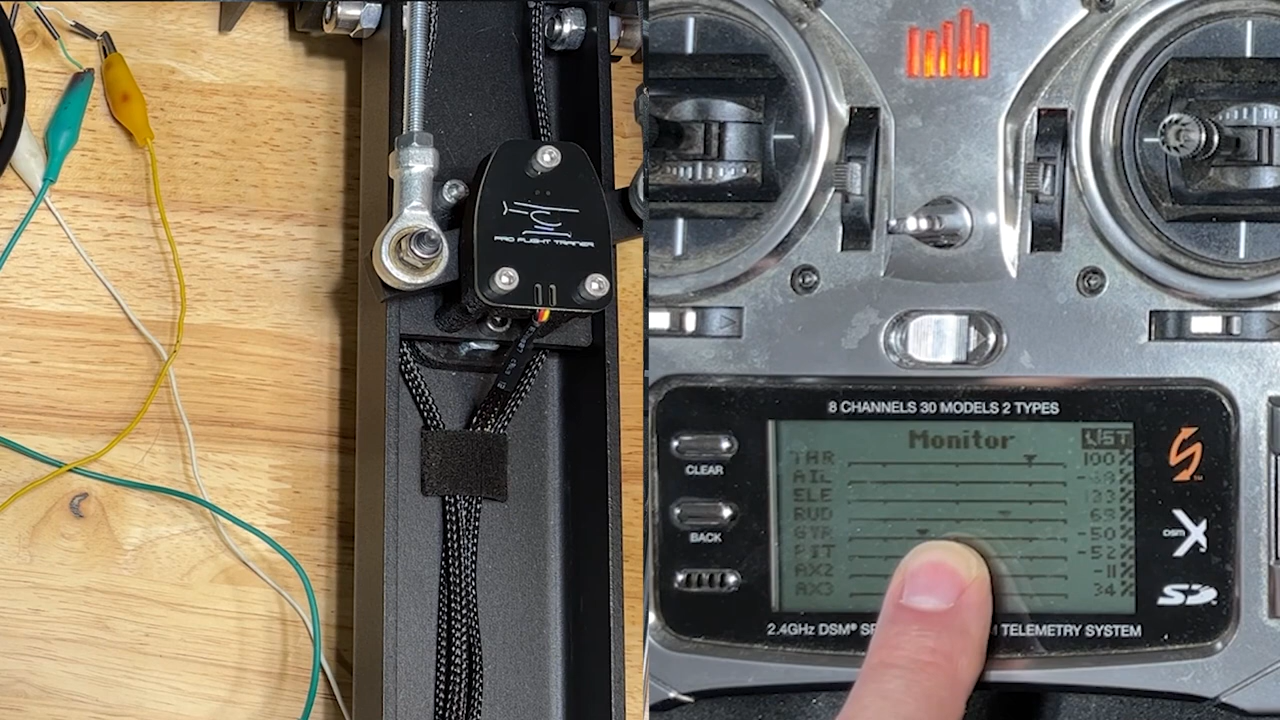 PRO FLIGHT TRAINER
8 CHANNELS 30 MODELS 2 TYPES
Monitor LIST
THR 100%
AIL
ELE 133%
RUD 69%
GYR -50%
PIT -52%
AX2 -11%
AX3 34%
CLEAR
BACK
DSM X
SD
2.4GHz DSM® TELEMETRY SYSTEM